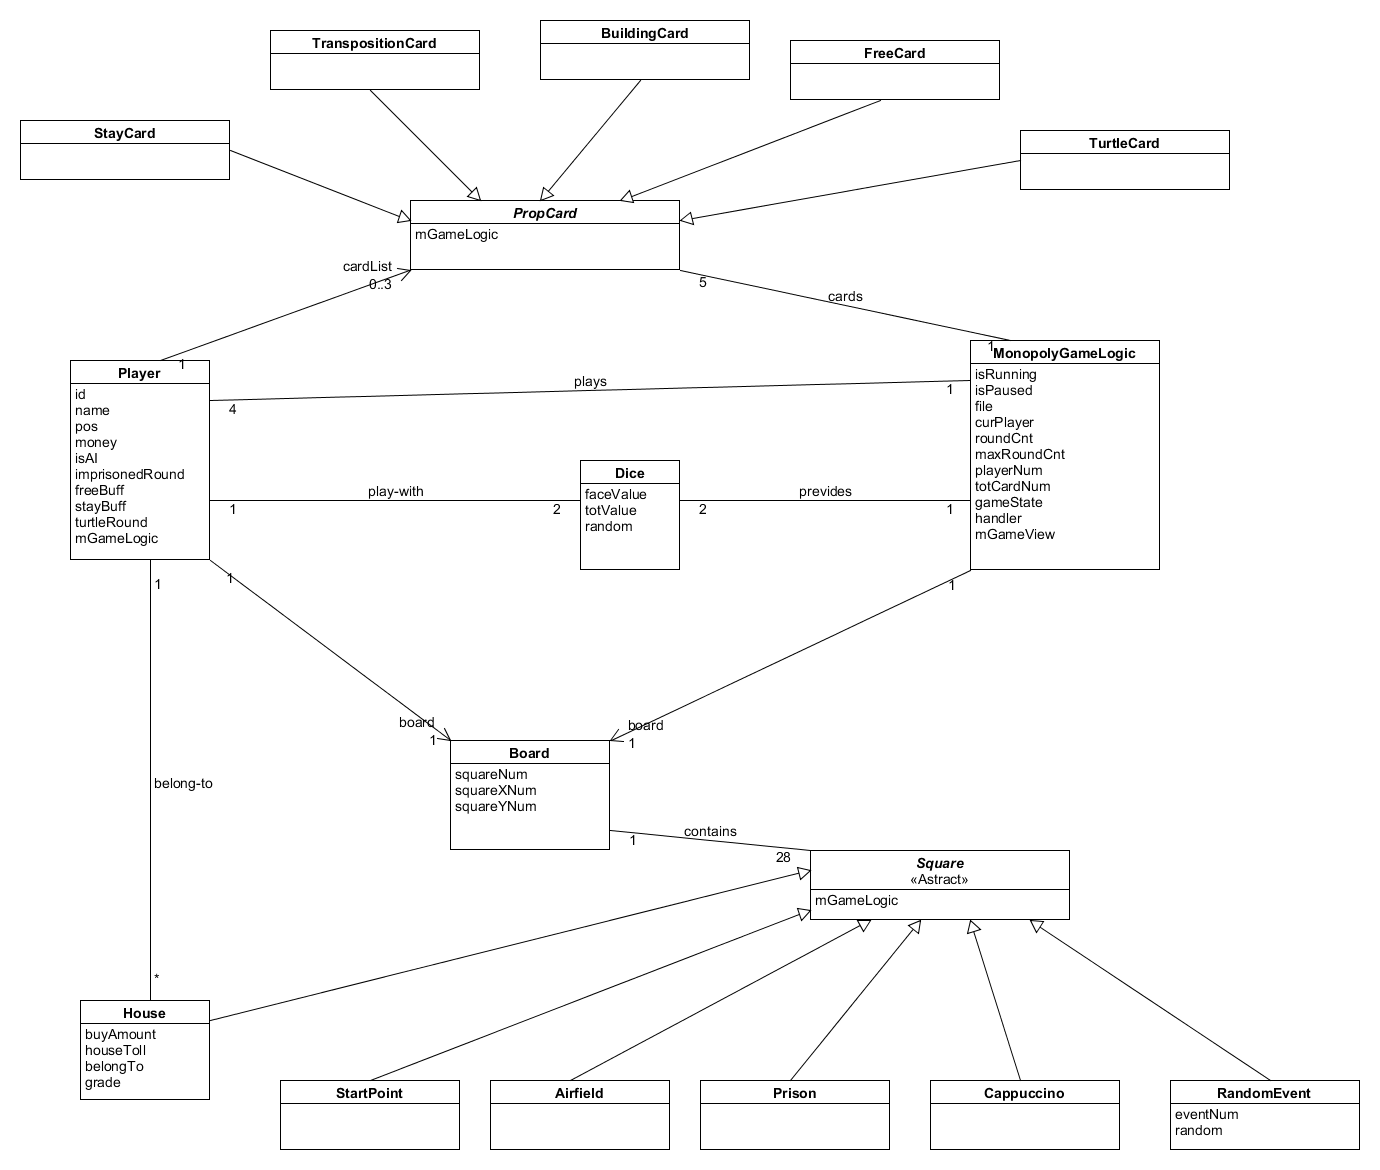 BuildingCard
TranspositionCard
FreeCard
StayCard
TurtleCard
PropCard
mGameLogic
cardList
0..3
5
cards
1
1
MonopolyGameLogic
isRunning
isPaused
file
curPlayer
roundCnt
maxRoundCnt
playerNum
totCardNum
gameState
handler
mGameView
Player
id
name
pos
money
isAI
imprisonedRound
freeBuff
stayBuff
turtleRound
mGameLogic
plays
4
1
Dice
faceValue
totValue
random
play-with
1
2
prevides
2
1
1
1
1
board
1
board
1
Board
squareNum
squareXNum
squareYNum
belong-to
contains
1
28
Square
«Astract»
mGameLogic
*
House
buyAmount
houseToll
belongTo
grade
StartPoint
Airfield
Prison
Cappuccino
RandomEvent
eventNum
random